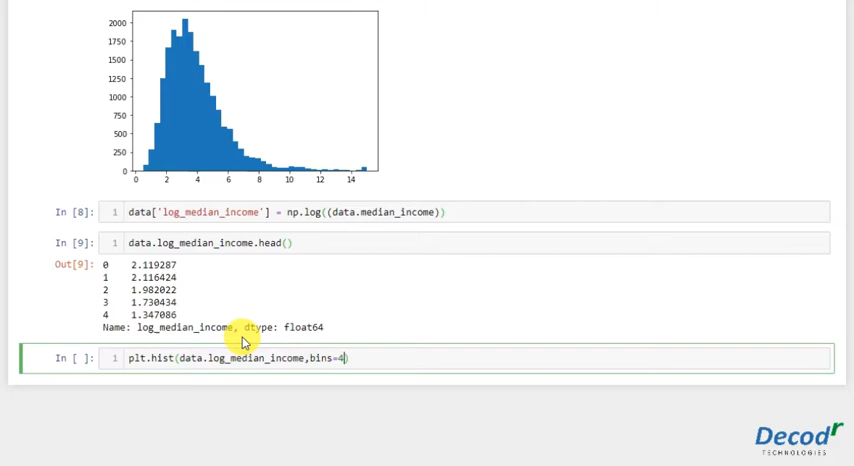 2000
1750
1500
1250
1000
750
500
250
0
0 2 4 6 8 10 12 14
In [8]: 1 data['log_median_income'] = np.log((data.median_income))
In [9]: 1 data.log_median_income.head()
Out[9]: 0 2.119287
1 2.116424
2 1.982022
3 1.730434
4 1.347086
Name: log_median_income, dtype: float64
In [ ]: 1 plt.hist(data.log_median_income,bins=4)
Decodr
TECHNOLOGIES